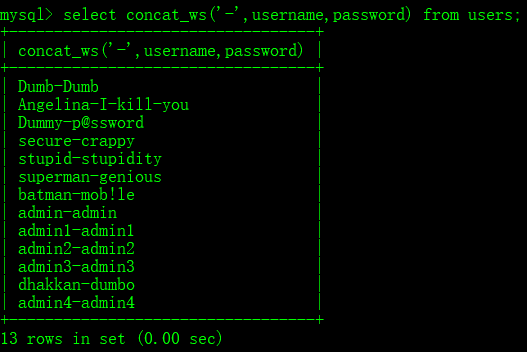 mysql> select concat_ws('-',username,password) from users;
+----------------------------------+
| concat_ws('-',username,password) |
+----------------------------------+
| Dumb-Dumb                        |
| Angelina-I-kill-you              |
| Dummy-p@ssword                   |
| secure-crappy                    |
| stupid-stupidity                 |
| superman-genious                 |
| batman-mob!le                    |
| admin-admin                      |
| admin1-admin1                    |
| admin2-admin2                    |
| admin3-admin3                    |
| dhakkan-dumbo                    |
| admin4-admin4                    |
+----------------------------------+
13 rows in set (0.00 sec)